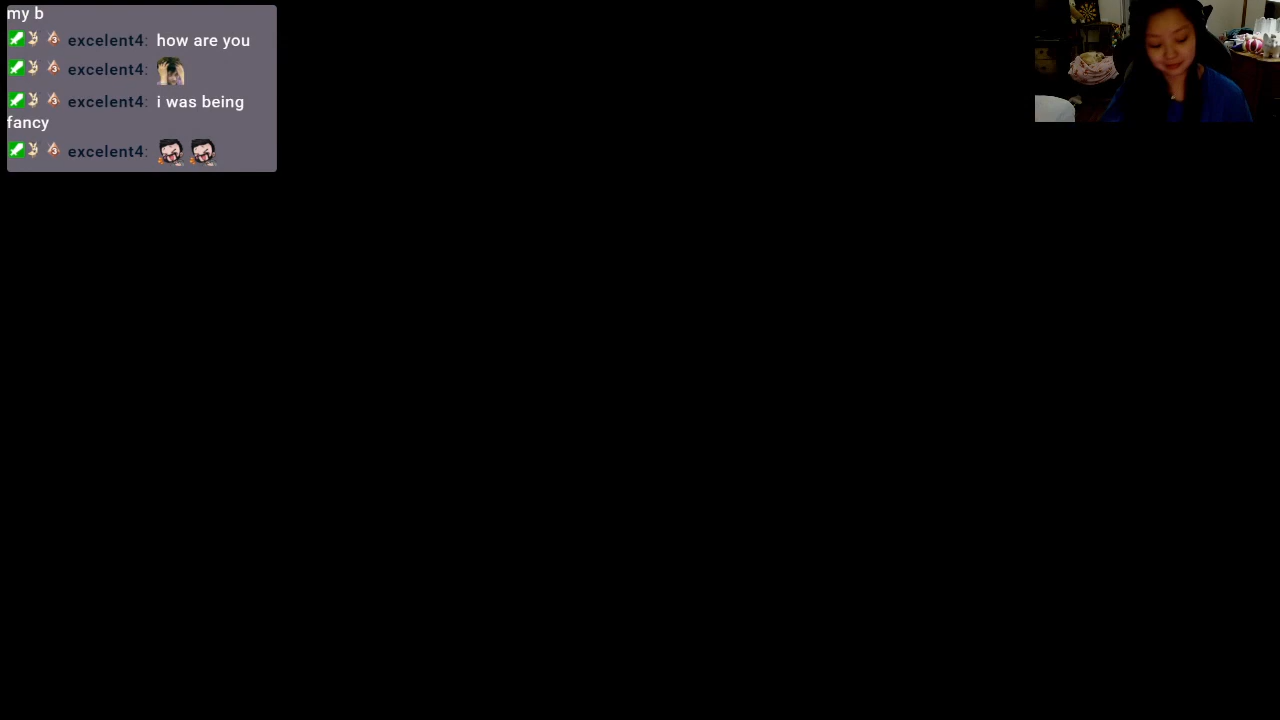 my b
excelent4: how are you
excelent4:
excelent4: i was being
fancy
excelent4: